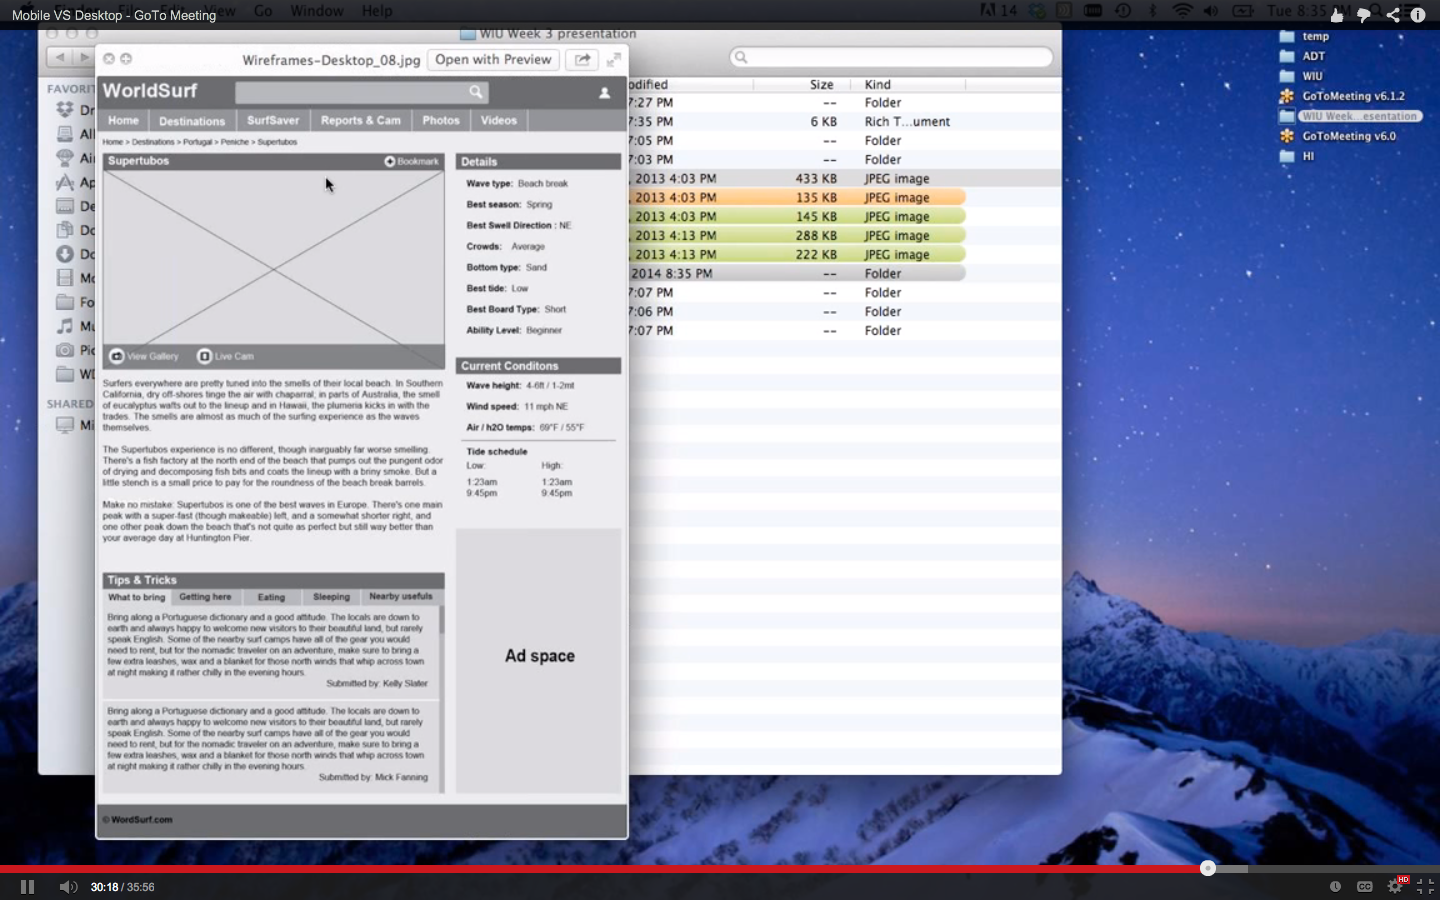 Mobile VS Desktop - GoTo Meeting
Go Window Help
14
Tue 8:35
WIU Week 3 presentation
Wireframes-Desktop_08.jpg Open with Preview
FAVORI
Dr
All
Air
Ap
De
Do
Do
Mo
Fo
Mu
Pic
WD
SHARED
Mi
odified Size Kind
7:27 PM -- Folder
7:35 PM 6 KB Rich T...ument
7:05 PM -- Folder
7:03 PM -- Folder
, 2013 4:03 PM 433 KB JPEG image
, 2013 4:03 PM 135 KB JPEG image
, 2013 4:03 PM 145 KB JPEG image
, 2013 4:13 PM 288 KB JPEG image
, 2013 4:13 PM 222 KB JPEG image
2014 8:35 PM -- Folder
7:07 PM -- Folder
7:06 PM -- Folder
7:07 PM -- Folder
temp
ADT
WIU
GoToMeeting v6.1.2
WIU Week...esentation
GoToMeeting v6.0
HI
WorldSurf
Home Destinations SurfSaver Reports & Cam Photos Videos
Home > Destinations > Portugal > Peniche > Supertubos
Supertubos Bookmark
View Gallery Live Cam
Surfers everywhere are pretty tuned into the smells of their local beach. In Southern
California, dry off-shores tinge the air with chaparral; in parts of Australia, the smell
of eucalyptus wafts out to the lineup and in Hawaii, the plumeria kicks in with the
trades. The smells are almost as much of the surfing experience as the waves
themselves.
The Supertubos experience is no different, though inarguably far worse smelling.
There's a fish factory at the north end of the beach that pumps out the pungent odor
of drying and decomposing fish bits and coats the lineup with a briny smoke. But a
little stench is a small price to pay for the roundness of the beach break barrels.
Make no mistake: Supertubos is one of the best waves in Europe. There's one main
peak with a super-fast (though makeable) left, and a somewhat shorter right, and
one other peak down the beach that's not quite as perfect but still way better than
your average day at Huntington Pier.
Tips & Tricks
What to bring Getting here Eating Sleeping Nearby usefuls
Bring along a Portuguese dictionary and a good attitude. The locals are down to
earth and always happy to welcome new visitors to their beautiful land, but rarely
speak English. Some of the nearby surf camps have all of the gear you would
need to rent, but for the nomadic traveler on an adventure, make sure to bring a
few extra leashes, wax and a blanket for those north winds that whip across town
at night making it rather chilly in the evening hours.
Submitted by: Kelly Slater
Bring along a Portuguese dictionary and a good attitude. The locals are down to
earth and always happy to welcome new visitors to their beautiful land, but rarely
speak English. Some of the nearby surf camps have all of the gear you would
need to rent, but for the nomadic traveler on an adventure, make sure to bring a
few extra leashes, wax and a blanket for those north winds that whip across town
at night making it rather chilly in the evening hours.
Submitted by: Mick Fanning
Details
Wave type: Beach break
Best season: Spring
Best Swell Direction : NE
Crowds: Average
Bottom type: Sand
Best tide: Low
Best Board Type: Short
Ability Level: Beginner
Current Conditons
Wave height: 4-6ft / 1-2mt
Wind speed: 11 mph NE
Air / h2O temps: 69°F / 55°F
Tide schedule
Low: High:
1:23am 1:23am
9:45pm 9:45pm
Ad space
© WordSurf.com
30:18 / 35:56
CC
HD